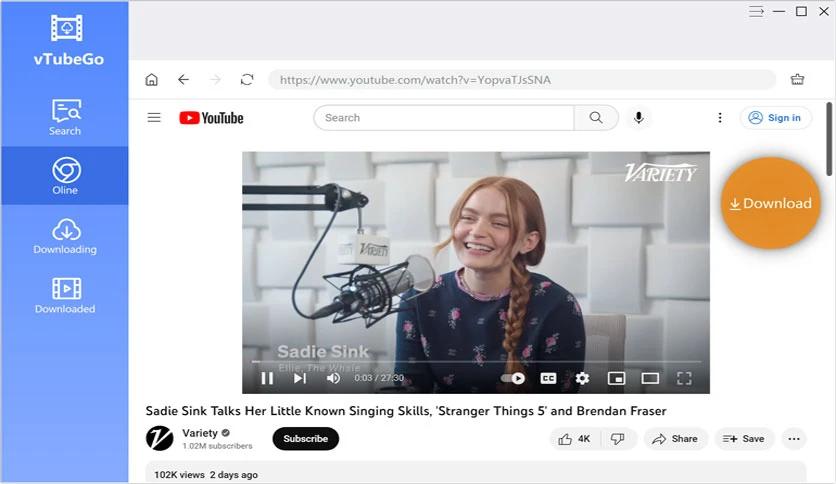 vTubeGo
Search
Oline
Downloading
Downloaded
https://www.youtube.com/watch?v=YopvaTJsSNA
YouTube
Search
Sign in
VARIETY
Download
VARIETY
Sadie Sink
Ellie, The Whale
0:03 / 27:30
CC
Sadie Sink Talks Her Little Known Singing Skills, 'Stranger Things 5' and Brendan Fraser
Variety
1.02M subscribers
Subscribe
4K
Share
Save
102K views 2 days ago